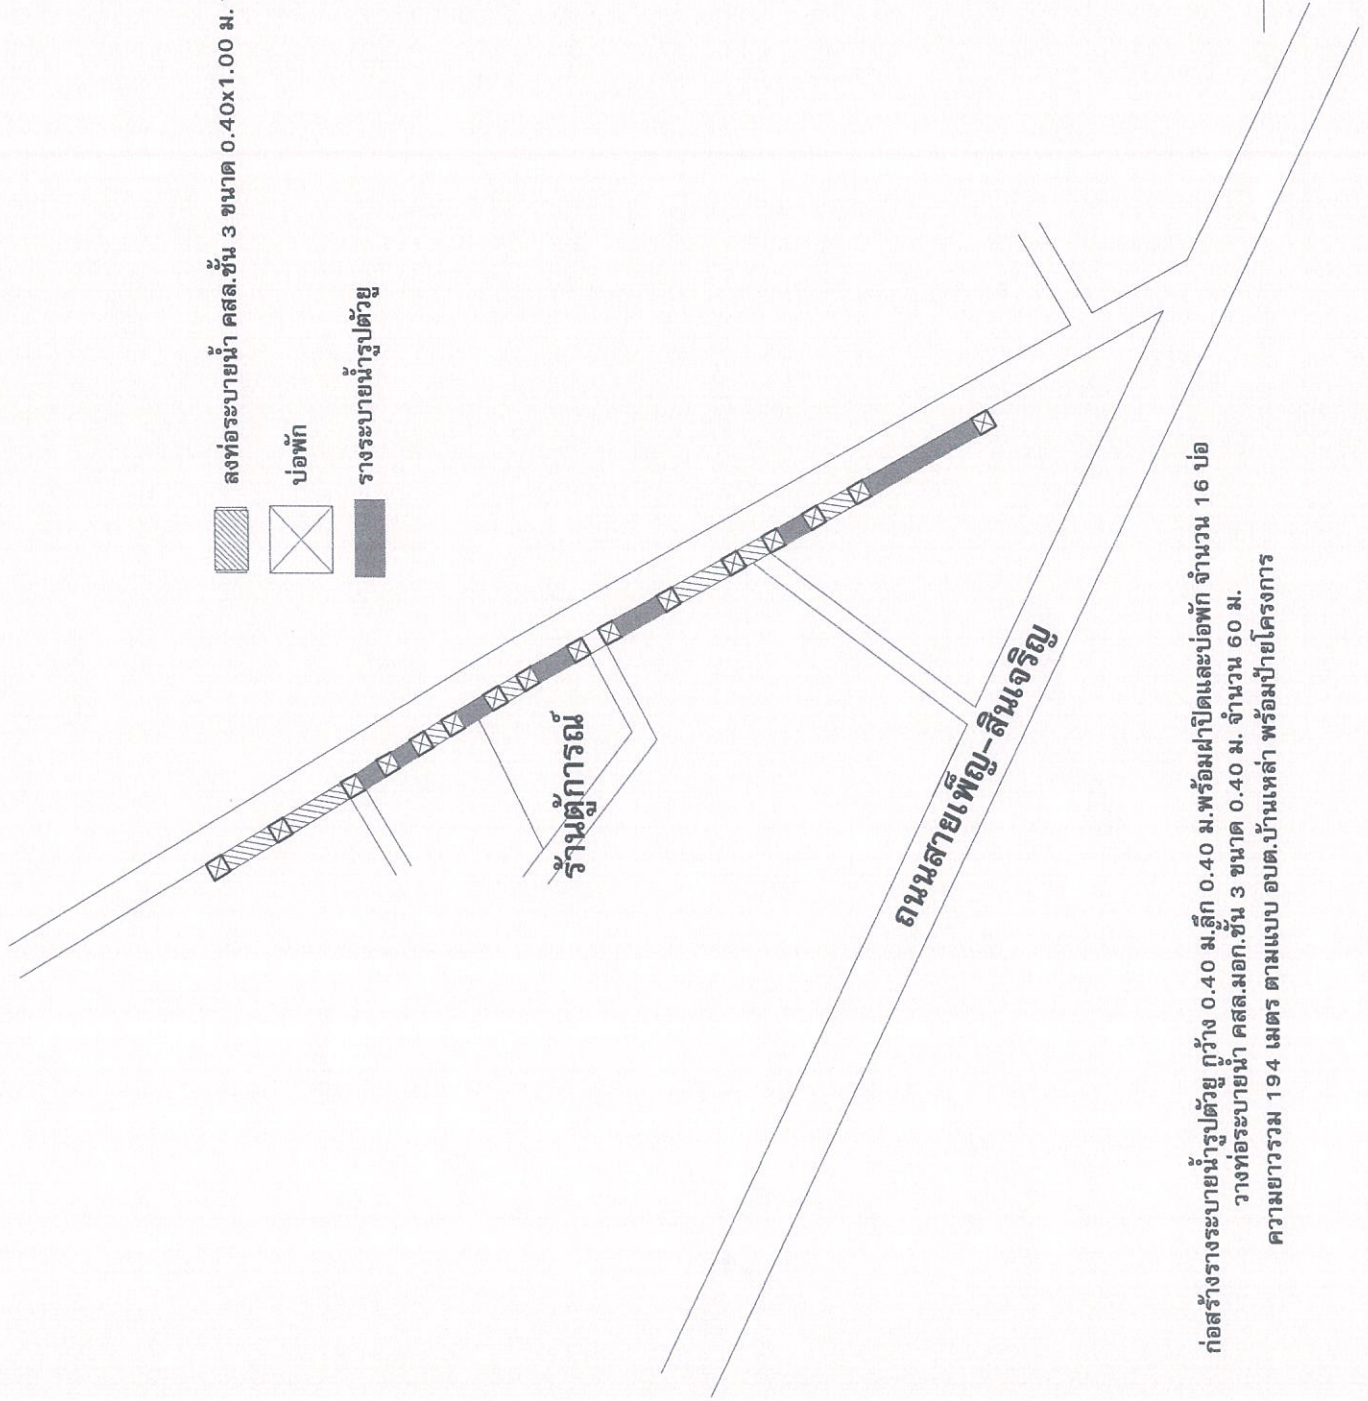 ลงท่อระบายน้ำ คสล.ชั้น 3 ขนาด 0.40x1.00 ม.
บ่อพัก
รางระบายน้ำรูปตัวยู
ร้านตู้การณ์
ถนนสายเพ็ญ-สินเจริญ
ก่อสร้างรางระบายน้ำรูปตัวยู กว้าง 0.40 ม.ลึก 0.40 ม.พร้อมฝาปิดและบ่อพัก จำนวน 16 บ่อ
วางท่อระบายน้ำ คสล.มอก.ชั้น 3 ขนาด 0.40 ม. จำนวน 60 ม.
ความยาวรวม 194 เมตร ตามแบบ อบต.บ้านเหล่า พร้อมป้ายโครงการ